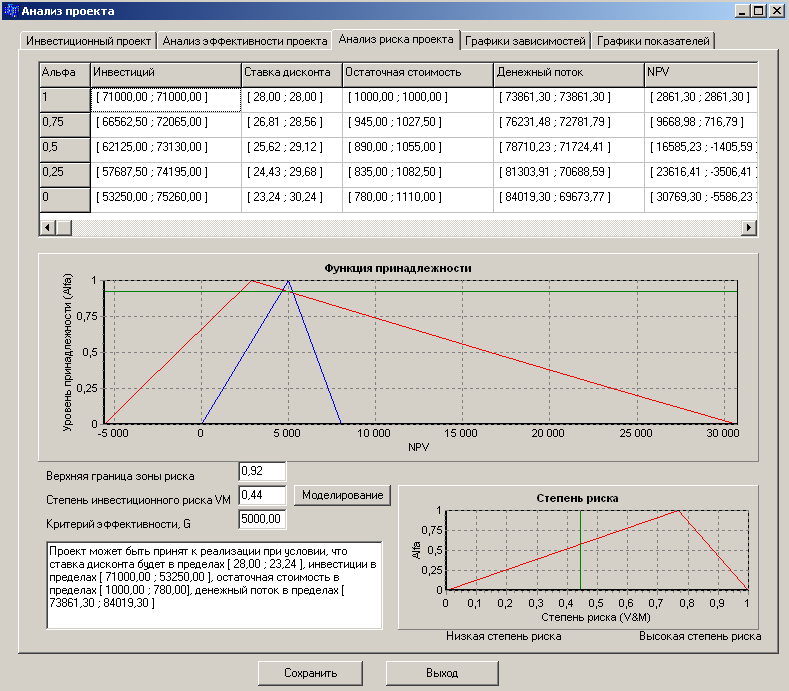 Анализ проекта
Инвестиционный проект Анализ эффективности проекта Анализ риска проекта Графики зависимостей Графики показателей
Альфа Инвестиций Ставка дисконта Остаточная стоимость Денежный поток NPV
1 [ 71000,00 ; 71000,00 ] [ 28,00 ; 28,00 ] [ 1000,00 ; 1000,00 ] [ 73861,30 ; 73861,30 ] [ 2861,30 ; 2861,30 ]
0,75 [ 66562,50 ; 72065,00 ] [ 26,81 ; 28,56 ] [ 945,00 ; 1027,50 ] [ 76231,48 ; 72781,79 ] [ 9668,98 ; 716,79 ]
0,5 [ 62125,00 ; 73130,00 ] [ 25,62 ; 29,12 ] [ 890,00 ; 1055,00 ] [ 78710,23 ; 71724,41 ] [ 16585,23 ; -1405,59 ]
0,25 [ 57687,50 ; 74195,00 ] [ 24,43 ; 29,68 ] [ 835,00 ; 1082,50 ] [ 81303,91 ; 70688,59 ] [ 23616,41 ; -3506,41 ]
0 [ 53250,00 ; 75260,00 ] [ 23,24 ; 30,24 ] [ 780,00 ; 1110,00 ] [ 84019,30 ; 69673,77 ] [ 30769,30 ; -5586,23 ]
Функция принадлежности
Уровень принадлежности (Alfa)
1
0,75
0,5
0,25
0
-5 000 0 5 000 10 000 15 000 20 000 25 000 30 000
NPV
Верхняя граница зоны риска 0,92
Степень инвестиционного риска VM 0,44 Моделирование
Критерий эффективности, G 5000,00
Проект может быть принят к реализации при условии, что
ставка дисконта будет в пределах [ 28,00 ; 23,24 ], инвестиции в
пределах [ 71000,00 ; 53250,00 ], остаточная стоимость в
пределах [ 1000,00 ; 780,00], денежный поток в пределах [
73861,30 ; 84019,30 ]
Степень риска
Alfa
1
0,75
0,5
0,25
0
0 0,1 0,2 0,3 0,4 0,5 0,6 0,7 0,8 0,9 1
Степень риска (V&M)
Низкая степень риска Высокая степень риска
Сохранить Выход